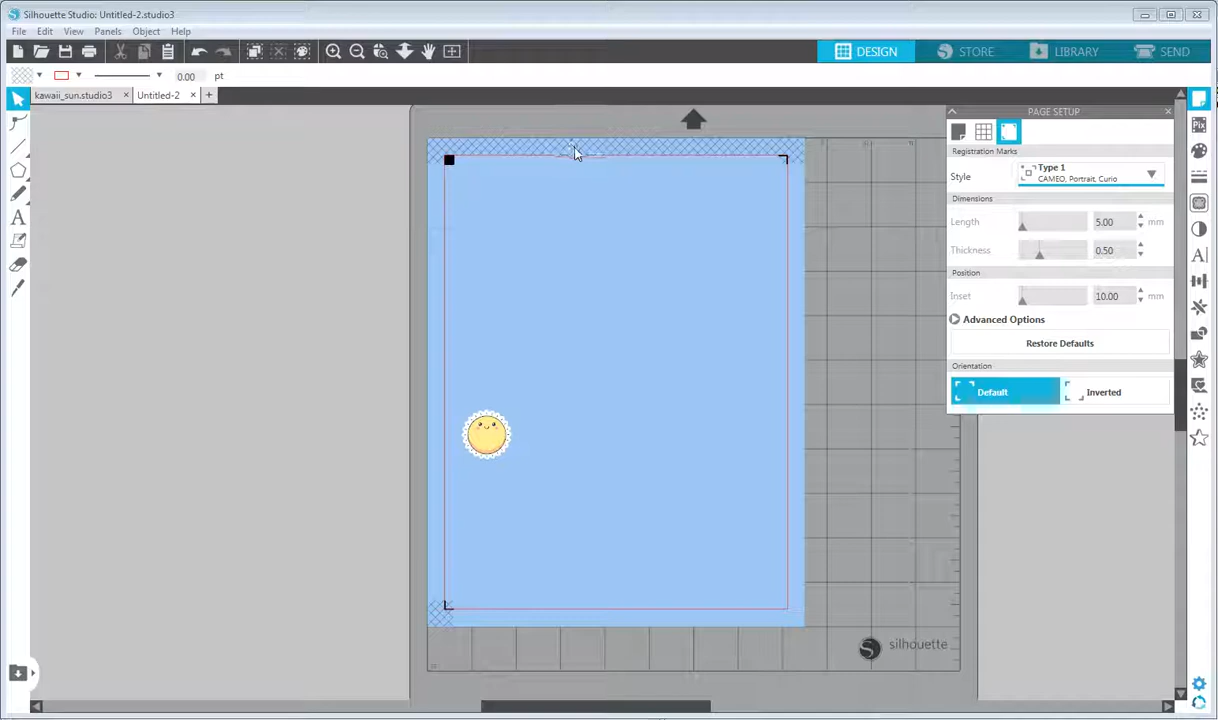 Silhouette Studio: Untitled-2.studio3
File Edit View Panels Object Help
DESIGN STORE LIBRARY SEND
0.00 pt
kawaii_sun.studio3 × Untitled-2 × +
PAGE SETUP
Registration Marks
Style Type 1
CAMEO, Portrait, Curio
Dimensions
Length 5.00 mm
Thickness 0.50
Position
Inset 10.00 mm
Advanced Options
Restore Defaults
Orientation
Default Inverted
silhouette